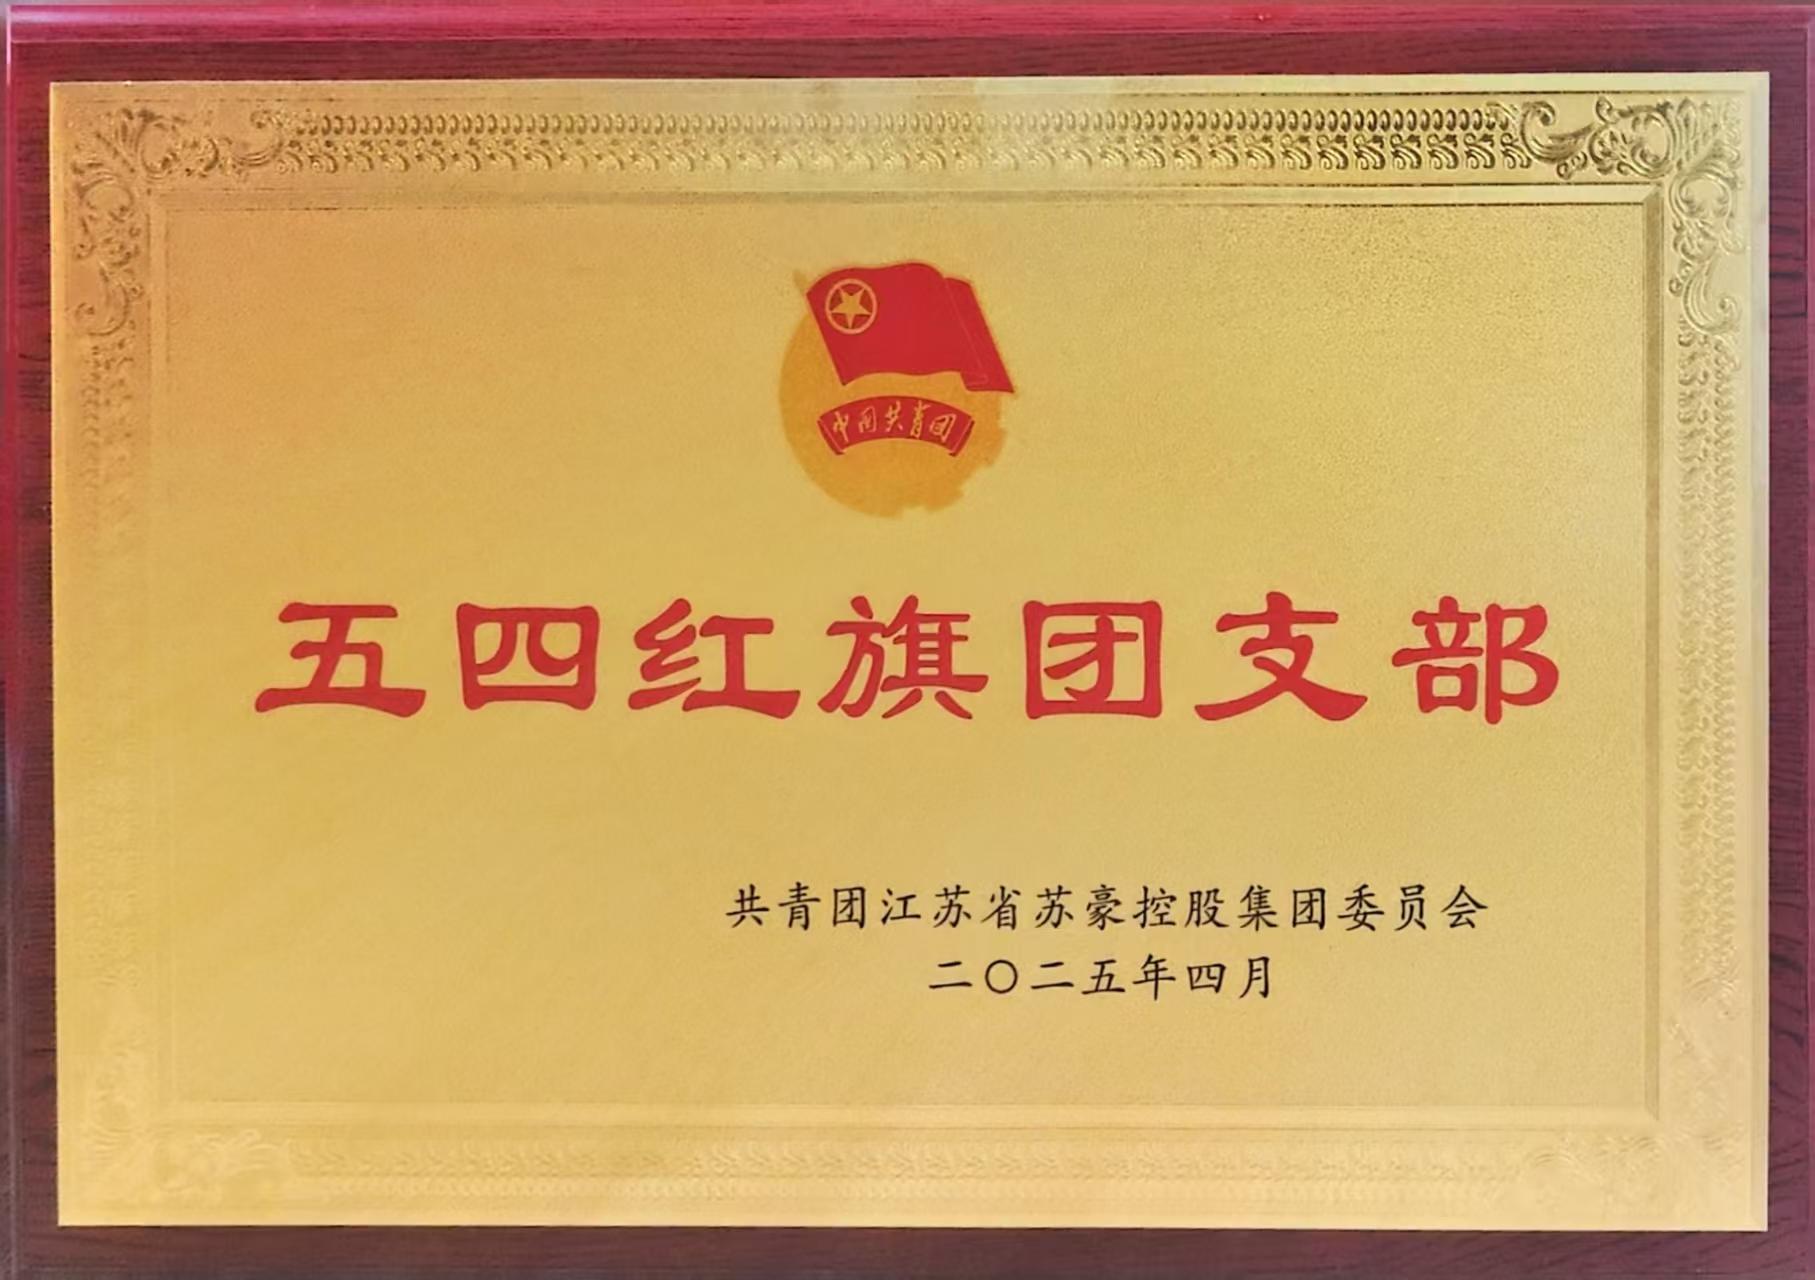 中国共青团
五四红旗团支部
共青团江苏省苏豪控股集团委员会
二〇二五年四月